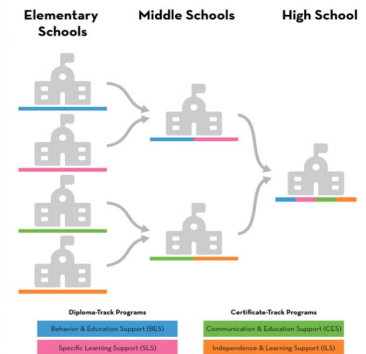 Elementary Schools
Middle Schools
High School
Diploma-Track Programs
Certificate-Track Programs
Behavior & Education Support (BES)
Communication & Education Support (CES)
Specific Learning Support (SLS)
Independence & Learning Support (ILS)